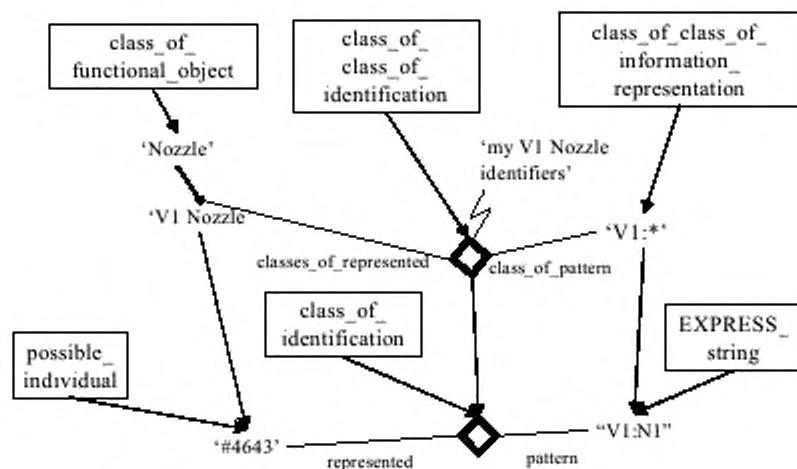 class_of_
functional_object
class_of_
class_of_
identification
class_of_class_of_
information_
representation
'Nozzle'
'my V1 Nozzle
identifiers'
'V1 Nozzle
'V1:*'
classes_of_represented
class_of_pattern
class_of_
identification
EXPRESS_
string
possible_
individual
'#4643'
"V1:N1"
represented
pattern